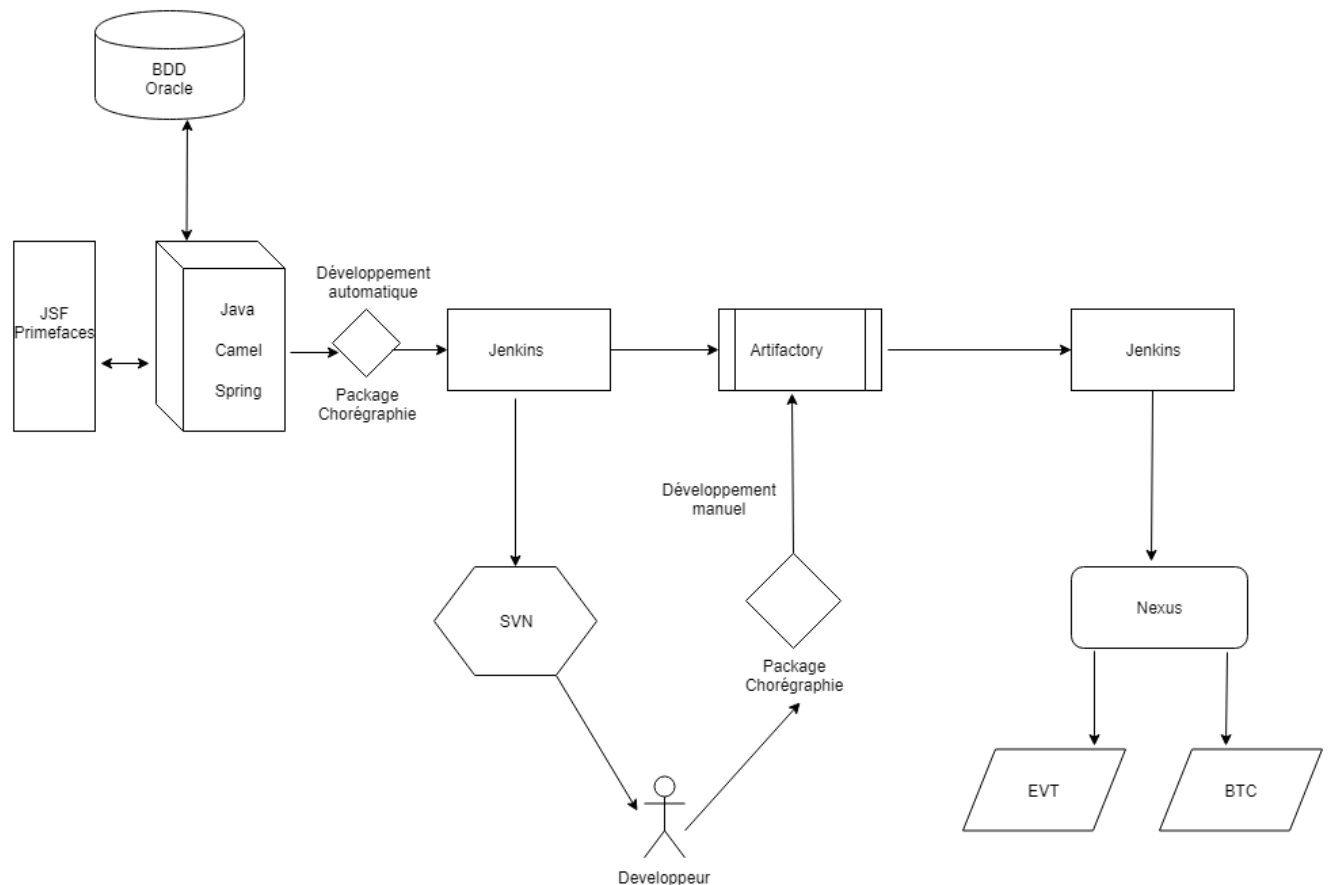 BDD
Oracle
JSF
Primefaces
Java
Camel
Spring
Développement
automatique
Package
Chorégraphie
Jenkins
Artifactory
Jenkins
Développement
manuel
SVN
Package
Chorégraphie
Nexus
EVT
BTC
Developpeur